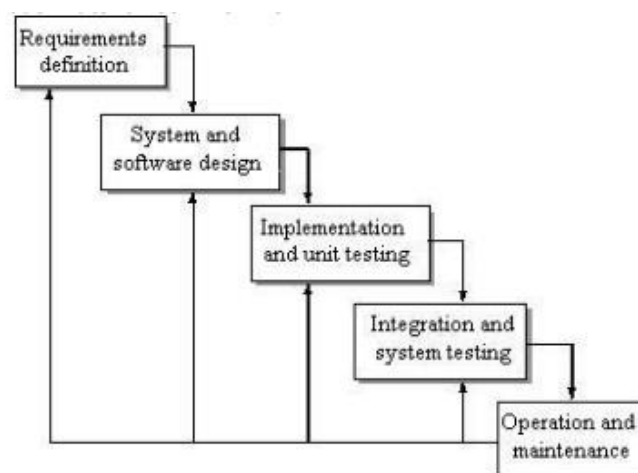 Requirements
definition
System and
software design
Implementation
and unit testing
Integration and
system testing
Operation and
maintenance